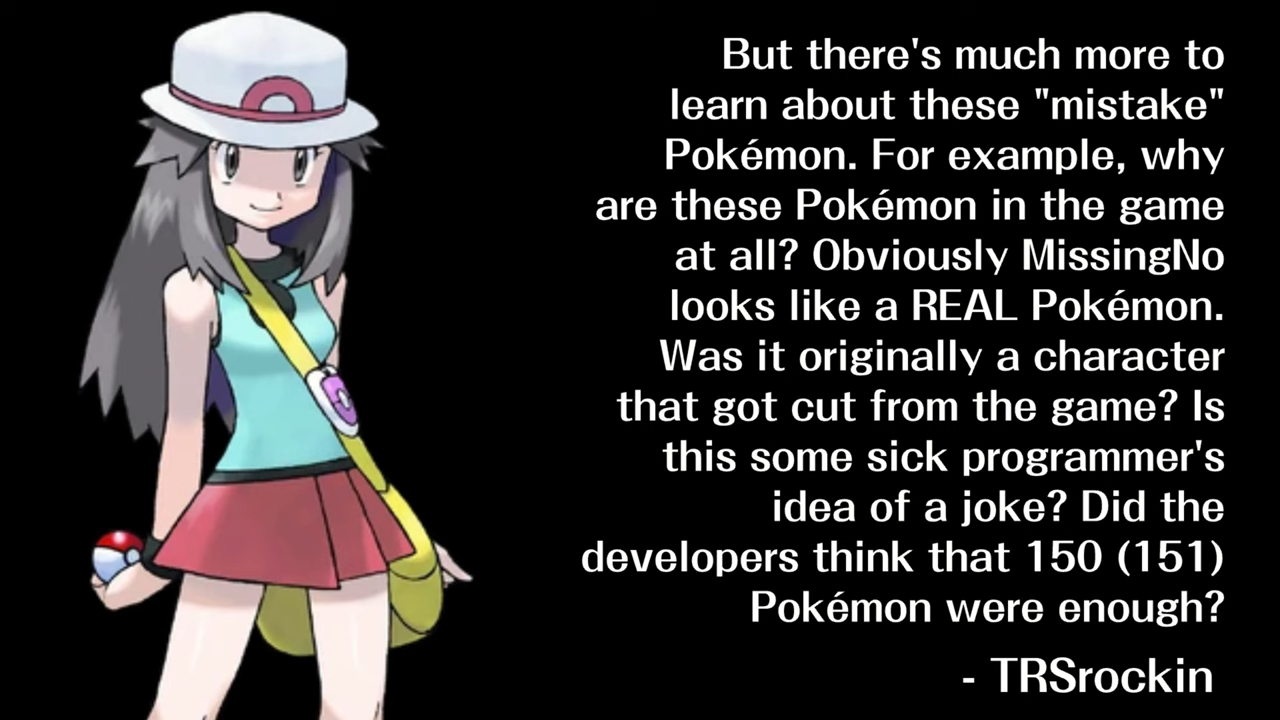 But there's much more to
learn about these "mistake"
Pokémon. For example, why
are these Pokémon in the game
at all? Obviously MissingNo
looks like a REAL Pokémon.
Was it originally a character
that got cut from the game? Is
this some sick programmer's
idea of a joke? Did the
developers think that 150 (151)
Pokémon were enough?
- TRSrockin